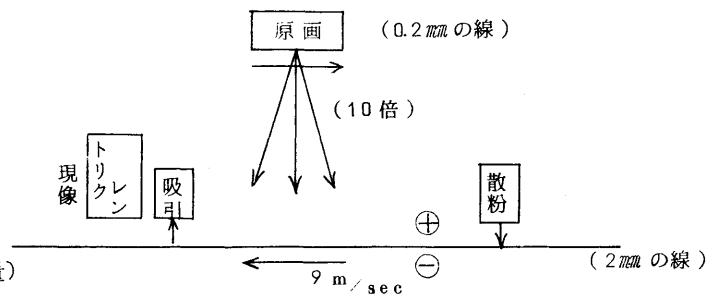 原画 (0.2㎜の線)
(10倍)
現像
トリクレン
吸引
散粉
⊕
⊖
9 m/sec
(2㎜の線)
)